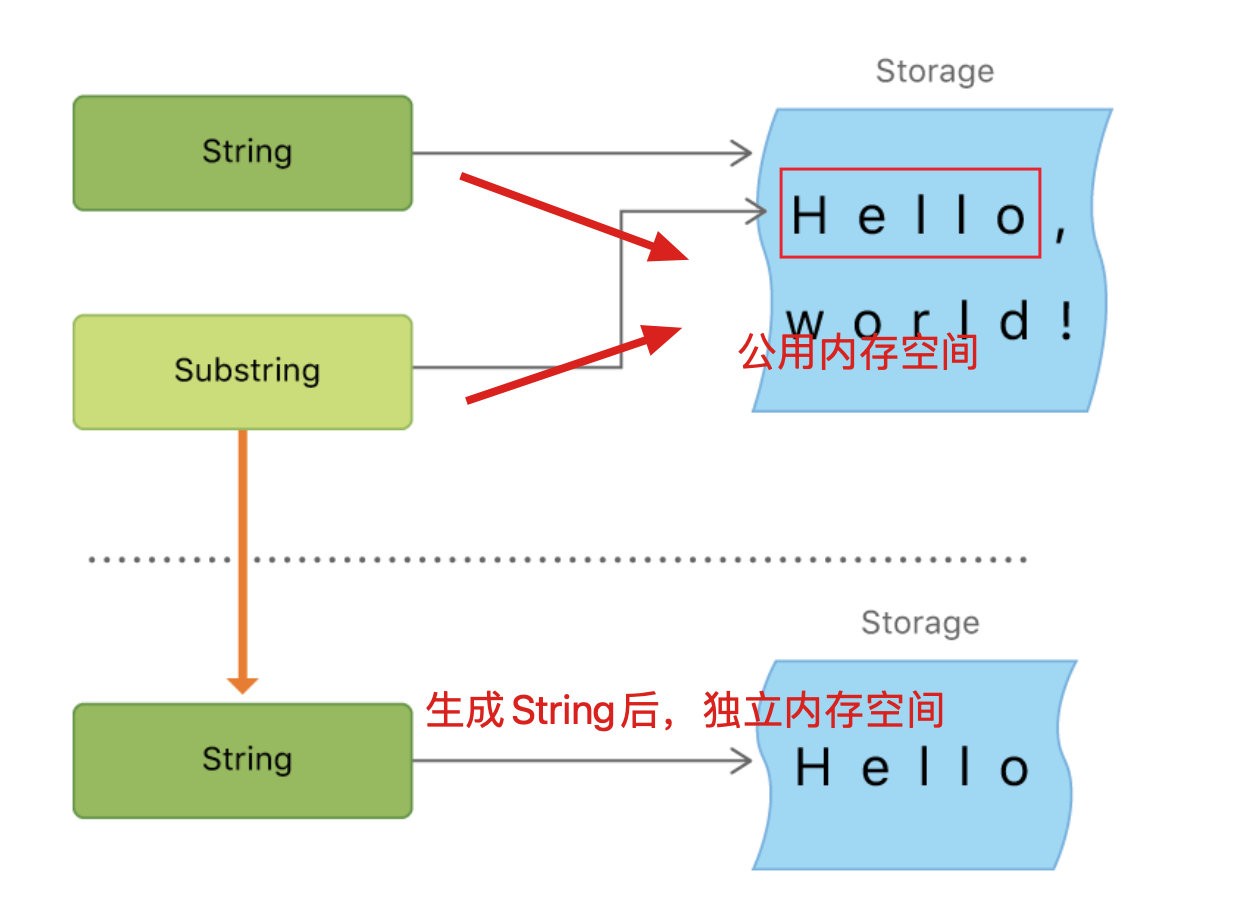 Storage
String
H e l l o ,
w o r l d !
公用内存空间
Substring
Storage
生成String后，独立内存空间
String
H e l l o